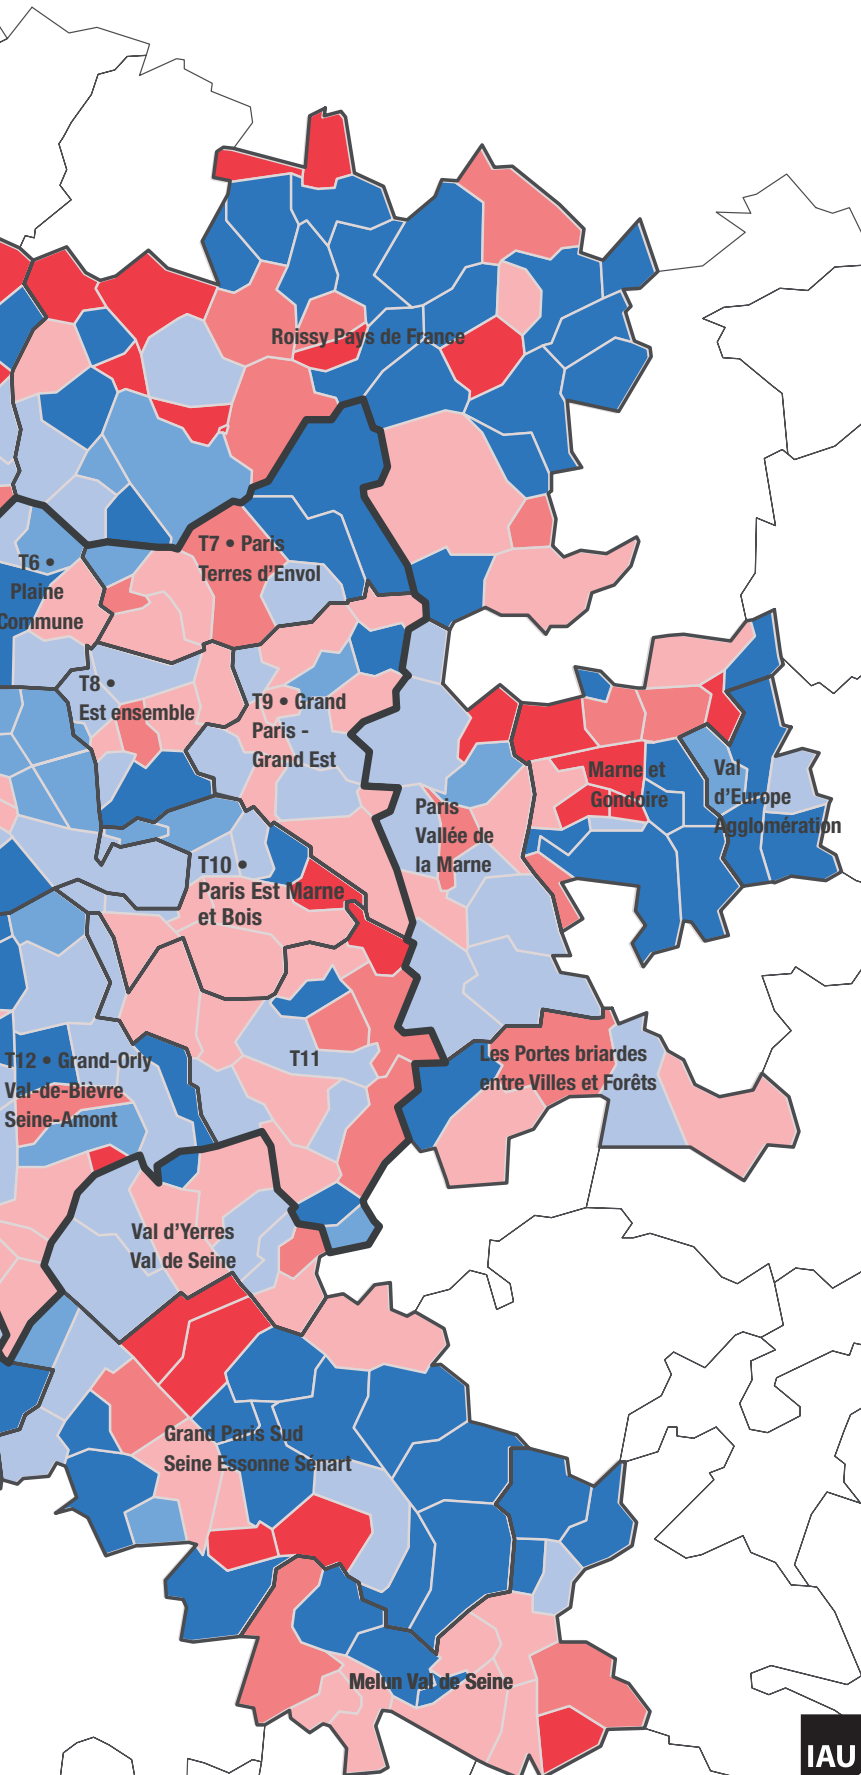 Roissy Pays de France
T7 • Paris
Terres d’Envol
T6 •
Plaine
Commune
T8 •
Est ensemble
T9 • Grand
Paris -
Grand Est
Marne et
Gondoire
Val
d’Europe
Agglomération
Paris
Vallée de
la Marne
T10 •
Paris Est Marne
et Bois
T11
T12 • Grand-Orly
Val-de-Bièvre
Seine-Amont
Les Portes briardes
entre Villes et Forêts
Val d’Yerres
Val de Seine
Grand Paris Sud
Seine Essonne Sénart
Melun Val de Seine
IAU